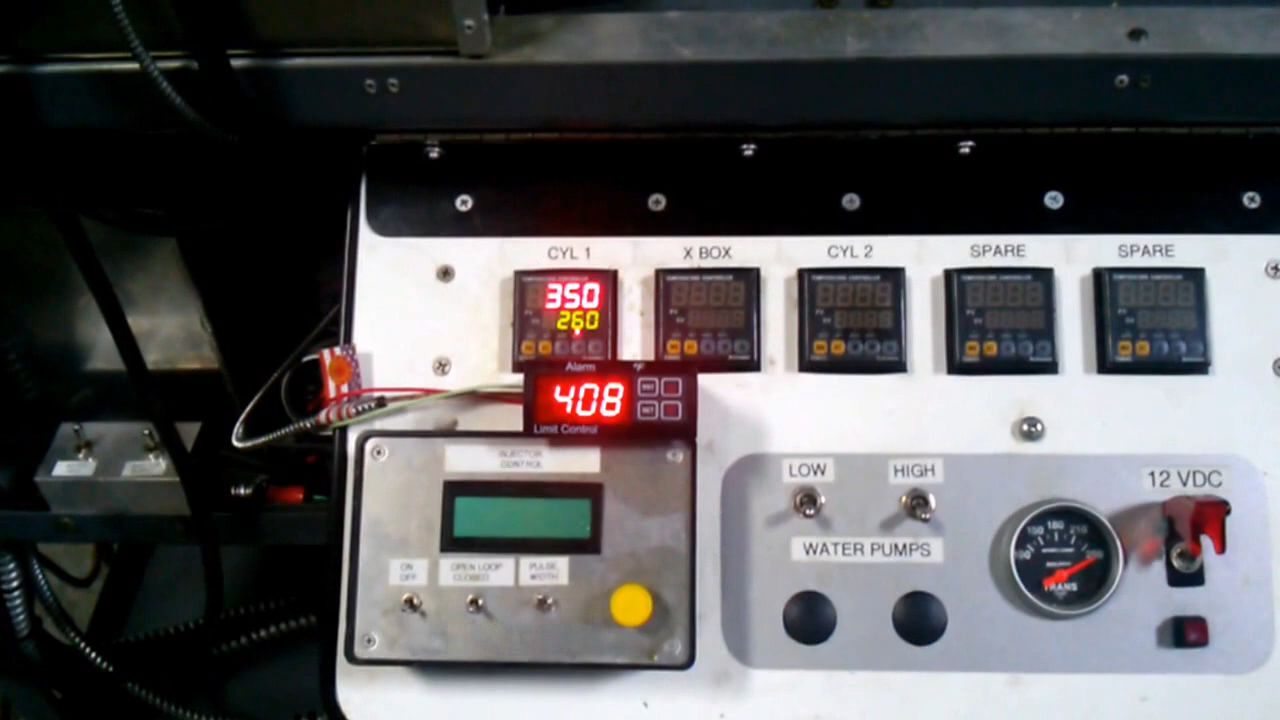 CYL 1
X BOX
CYL 2
SPARE
SPARE
350
260
Alarm °F
408
Limit Control
INJECTOR
CONTROL
ON
OFF
OPEN LOOP
CLOSED
PULSE
WIDTH
LOW
HIGH
WATER PUMPS
12 VDC
TRANS